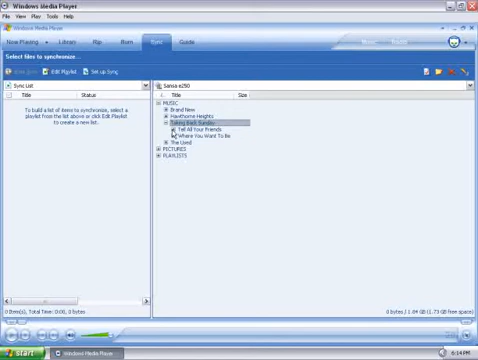 Windows Media Player
File View Play Tools Help
Windows Media Player
Now Playing Library Rip Burn Sync Guide
Select files to synchronize...
Edit Playlist Set up Sync
Sync List
Sansa e250
Title Status
Title Size
To build a list of items to synchronize, select a
playlist from the list above or click Edit Playlist
to create a new list.
MUSIC
Brand New
Hawthorne Heights
Taking Back Sunday
Tell All Your Friends
Where You Want To Be
The Used
PICTURES
PLAYLISTS
0 Item(s), Total Time: 0:00, 0 bytes
start
Windows Media Player
6:14 PM